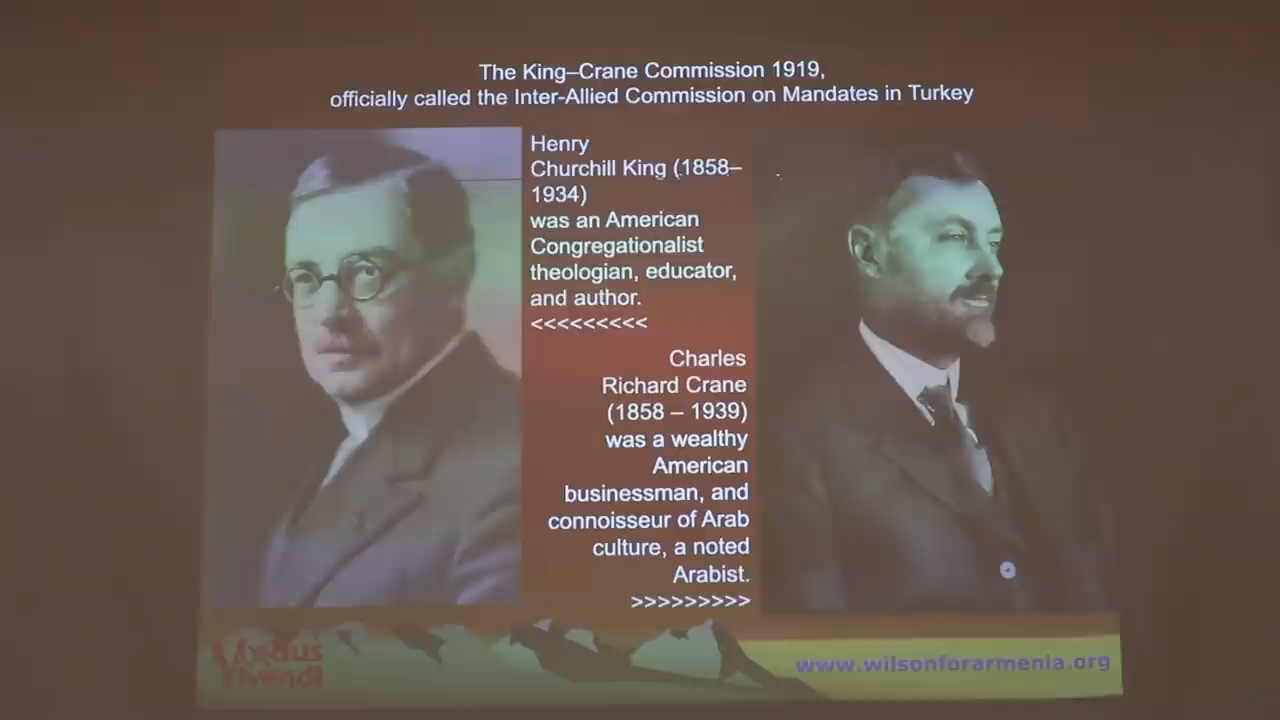 The King–Crane Commission 1919,
officially called the Inter-Allied Commission on Mandates in Turkey
Henry
Churchill King (1858–
1934)
was an American
Congregationalist
theologian, educator,
and author.
<<<<<<<<<
Charles
Richard Crane
(1858 – 1939)
was a wealthy
American
businessman, and
connoisseur of Arab
culture, a noted
Arabist.
>>>>>>>>>
Modus
Vivendi
www.wilsonforarmenia.org